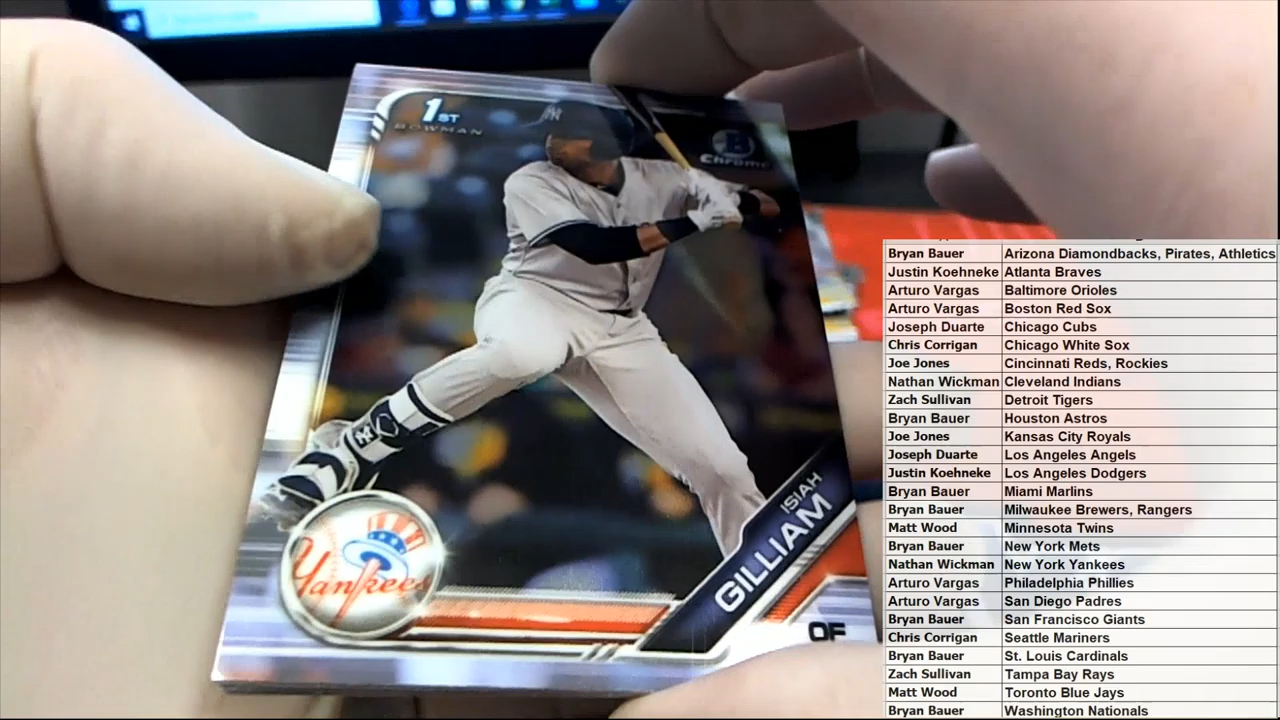 1ST
BOWMAN
B
Chrome
NY
NY
ISIAH
GILLIAM
Yankees
OF
Bryan Bauer Arizona Diamondbacks, Pirates, Athletics
Justin Koehneke Atlanta Braves
Arturo Vargas Baltimore Orioles
Arturo Vargas Boston Red Sox
Joseph Duarte Chicago Cubs
Chris Corrigan Chicago White Sox
Joe Jones Cincinnati Reds, Rockies
Nathan Wickman Cleveland Indians
Zach Sullivan Detroit Tigers
Bryan Bauer Houston Astros
Joe Jones Kansas City Royals
Joseph Duarte Los Angeles Angels
Justin Koehneke Los Angeles Dodgers
Bryan Bauer Miami Marlins
Bryan Bauer Milwaukee Brewers, Rangers
Matt Wood Minnesota Twins
Bryan Bauer New York Mets
Nathan Wickman New York Yankees
Arturo Vargas Philadelphia Phillies
Arturo Vargas San Diego Padres
Bryan Bauer San Francisco Giants
Chris Corrigan Seattle Mariners
Bryan Bauer St. Louis Cardinals
Zach Sullivan Tampa Bay Rays
Matt Wood Toronto Blue Jays
Bryan Bauer Washington Nationals